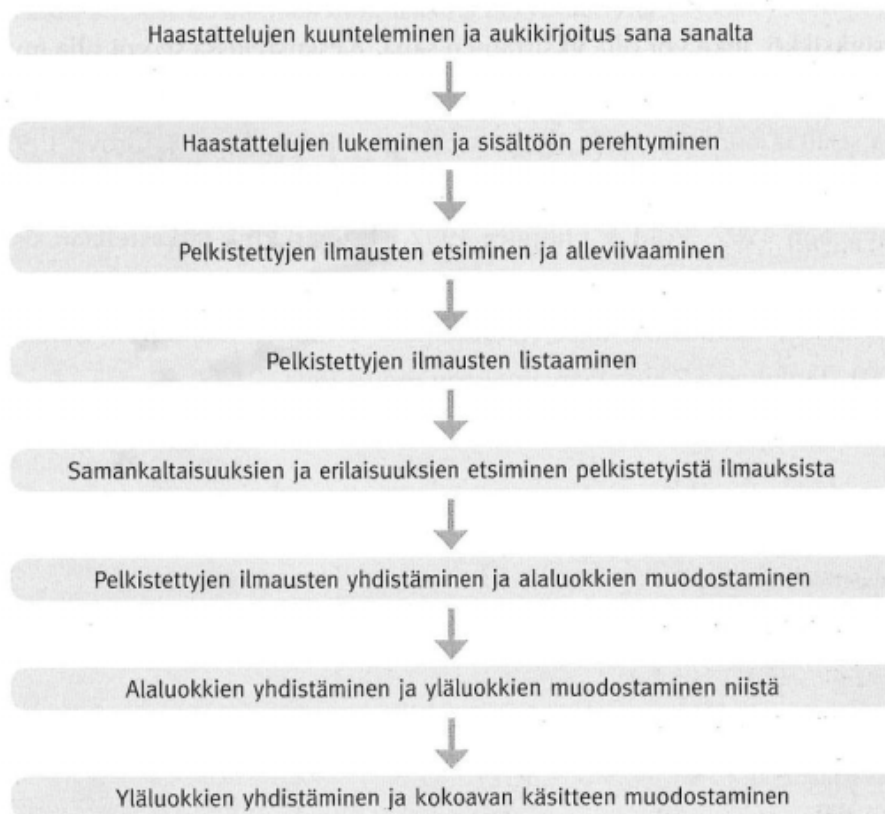 Haastattelujen kuunteleminen ja aukikirjoitus sana sanalta
Haastattelujen lukeminen ja sisältöön perehtyminen
Pelkistettyjen ilmausten etsiminen ja alleviivaaminen
Pelkistettyjen ilmausten listaaminen
Samankaltaisuuksien ja erilaisuuksien etsiminen pelkistetyistä ilmauksista
Pelkistettyjen ilmausten yhdistäminen ja alaluokkien muodostaminen
Alaluokkien yhdistäminen ja yläluokkien muodostaminen niistä
Yläluokkien yhdistäminen ja kokoavan käsitteen muodostaminen